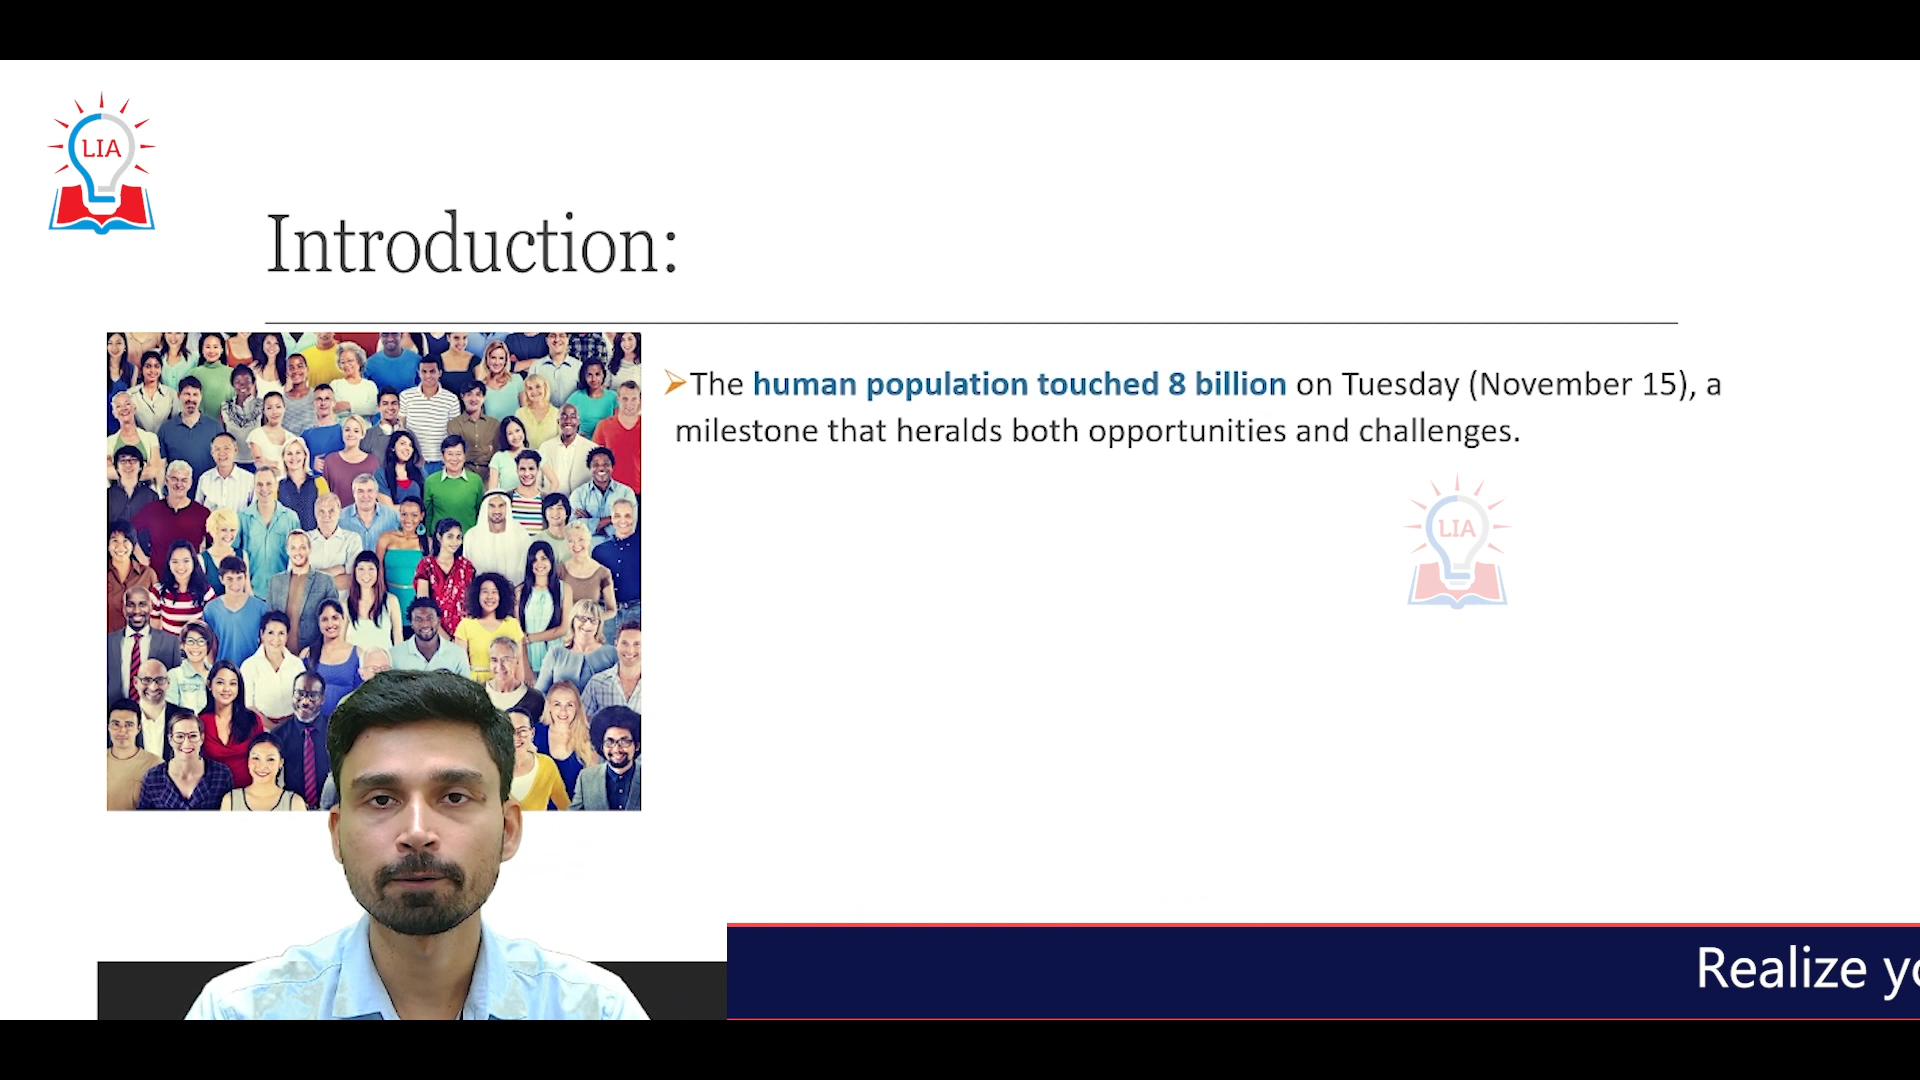 LIA
Introduction:
The human population touched 8 billion on Tuesday (November 15), a
milestone that heralds both opportunities and challenges.
LIA
Realize yo